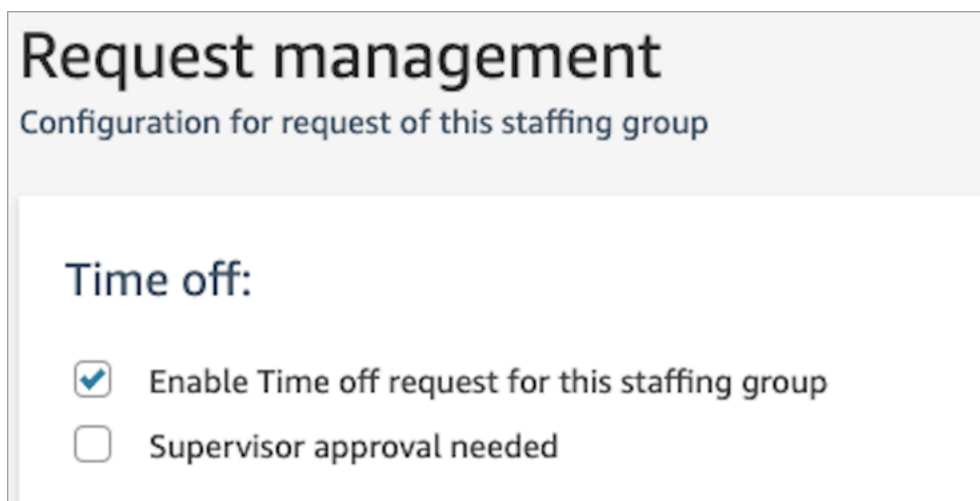 Request management
Configuration for request of this staffing group
Time off:
Enable Time off request for this staffing group
Supervisor approval needed